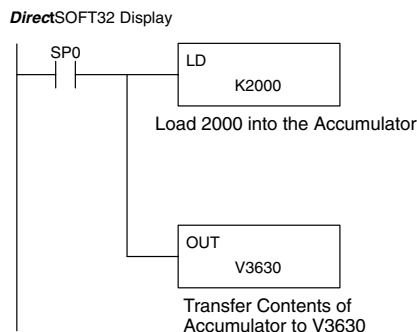 DirectSOFT32 Display
SP0
LD
K2000
Load 2000 into the Accumulator
OUT
V3630
Transfer Contents of
Accumulator to V3630